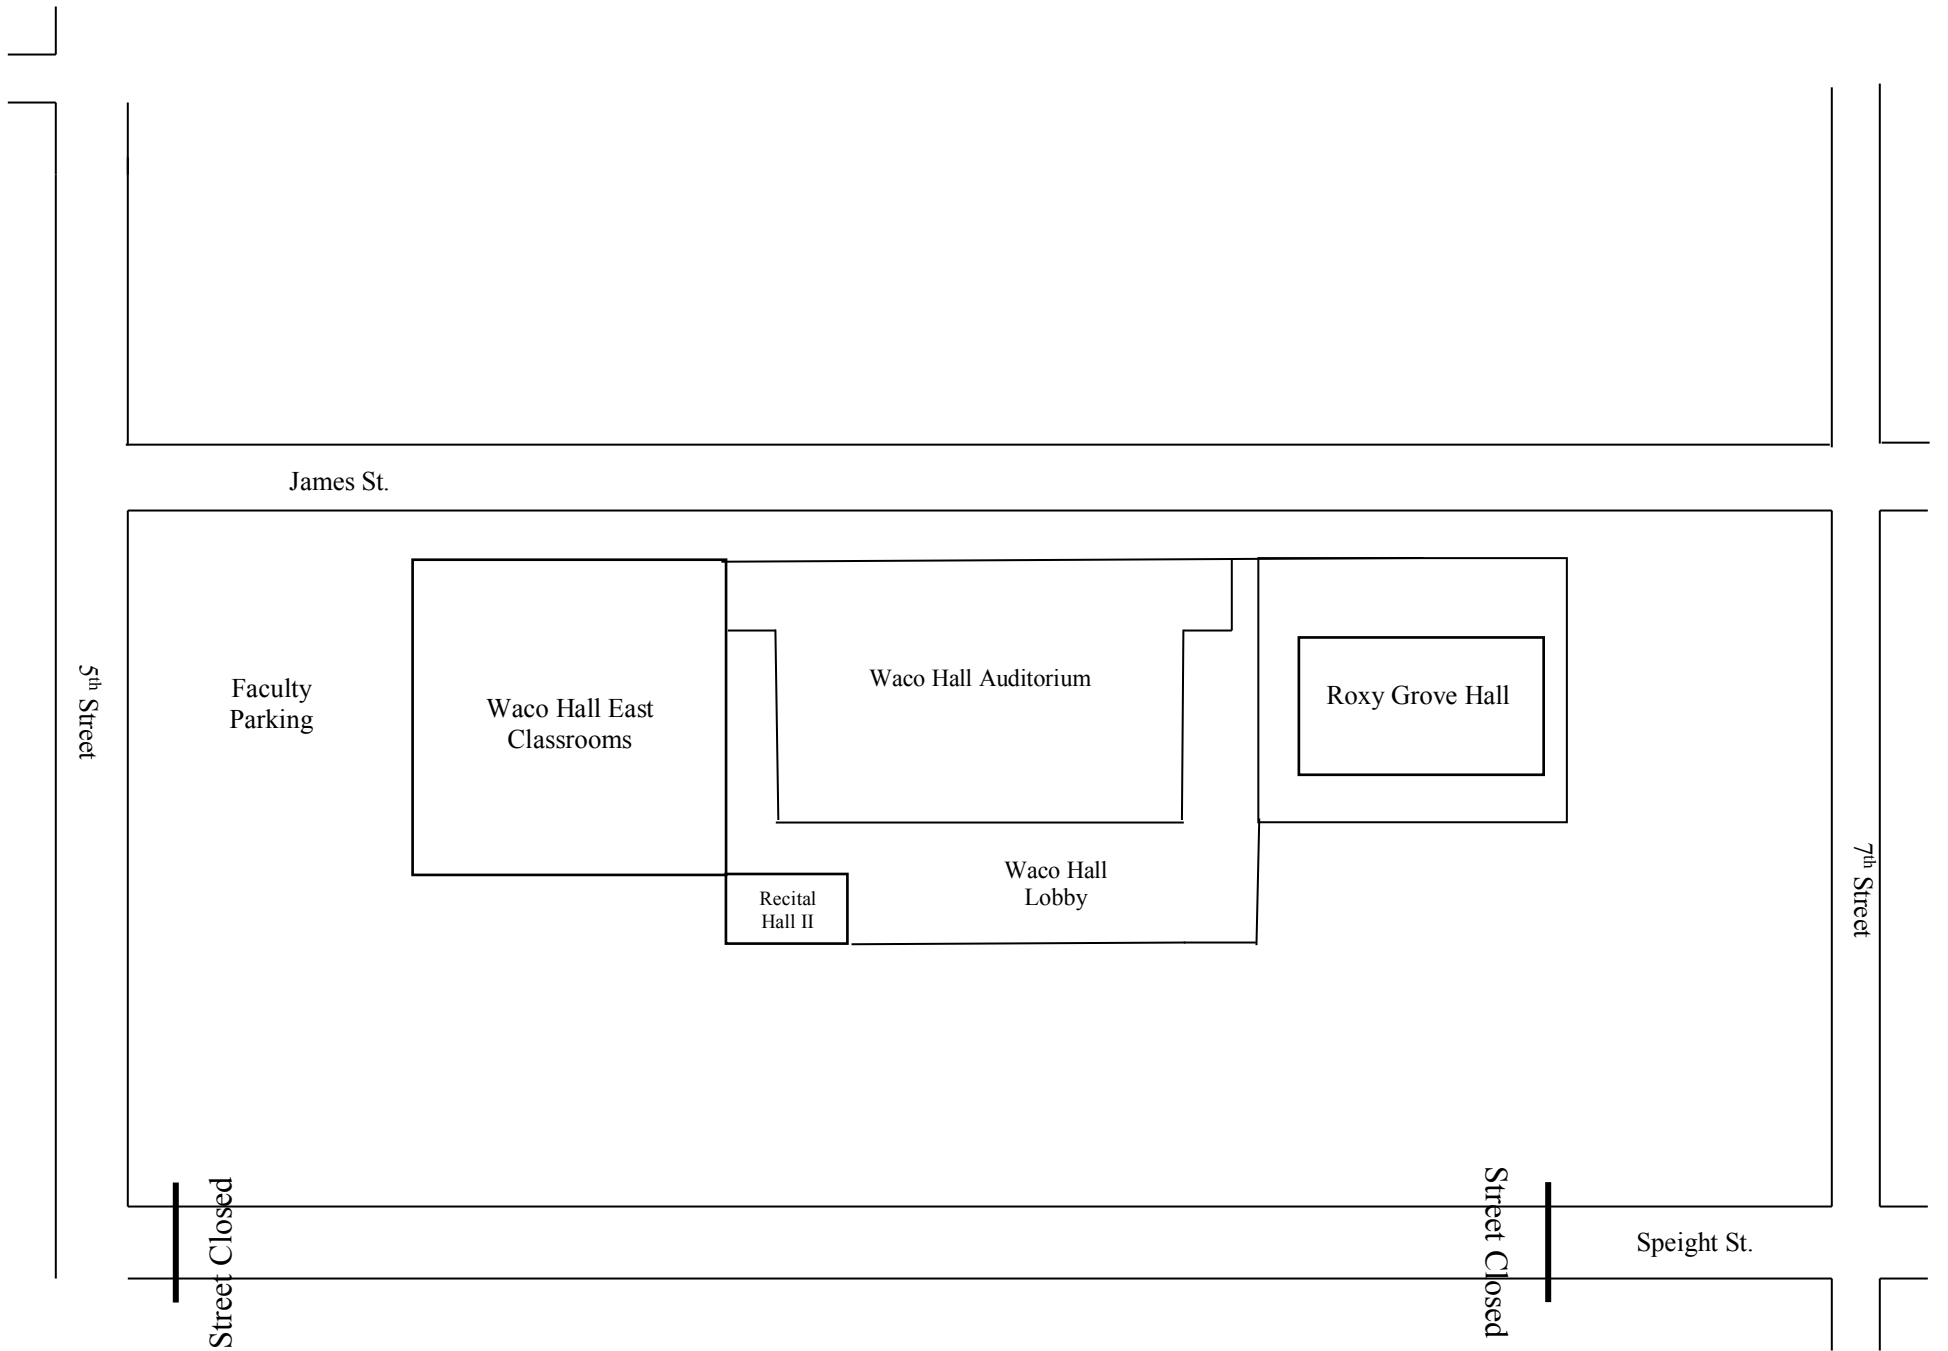 James St.
5th Street
Faculty
Parking
Waco Hall East
Classrooms
Waco Hall Auditorium
Roxy Grove Hall
Waco Hall
Lobby
Recital
Hall II
7th Street
Street Closed
Street Closed
Speight St.